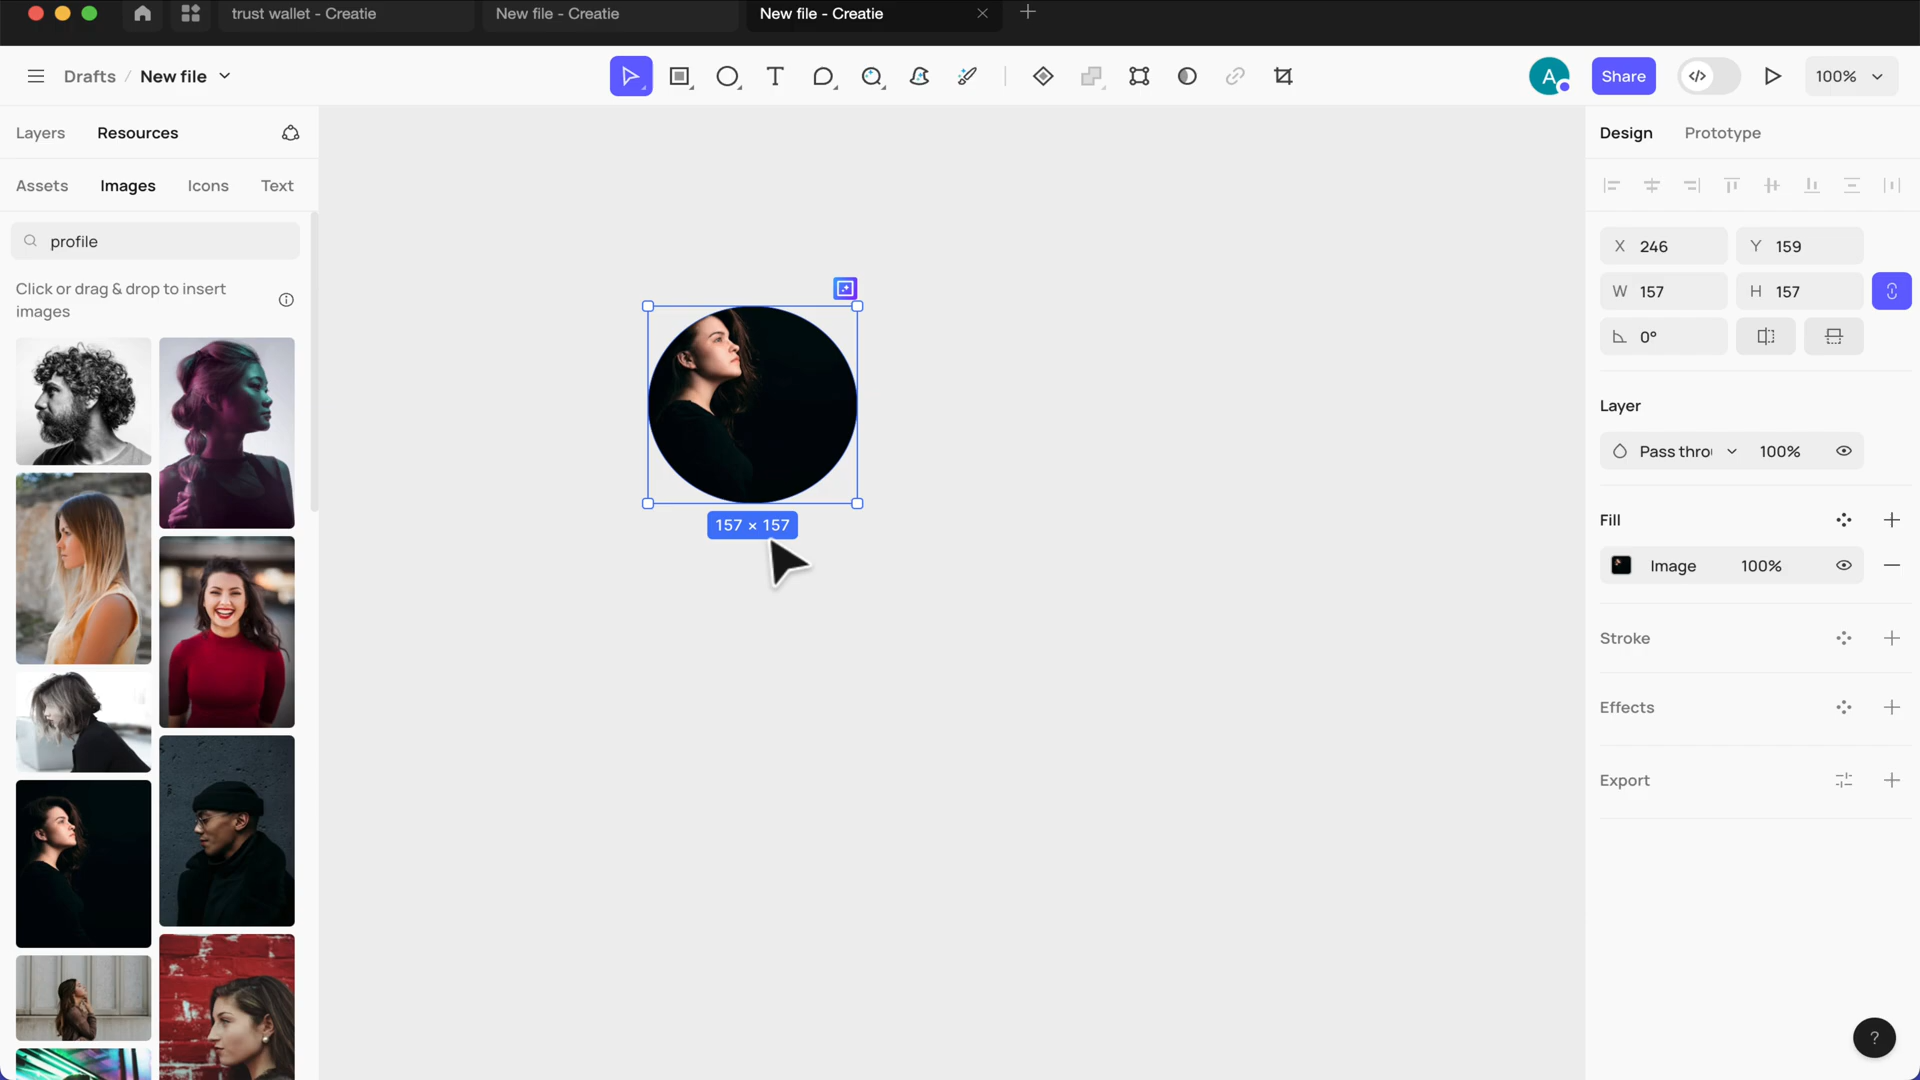 trust wallet - Creatie
New file - Creatie
New file - Creatie
Drafts / New file
A
Share
100%
Layers
Resources
Assets
Images
Icons
Text
profile
Click or drag & drop to insert
images
157 × 157
Design
Prototype
X 246
Y 159
W 157
H 157
0°
Layer
Pass thro
100%
Fill
Image
100%
Stroke
Effects
Export
?